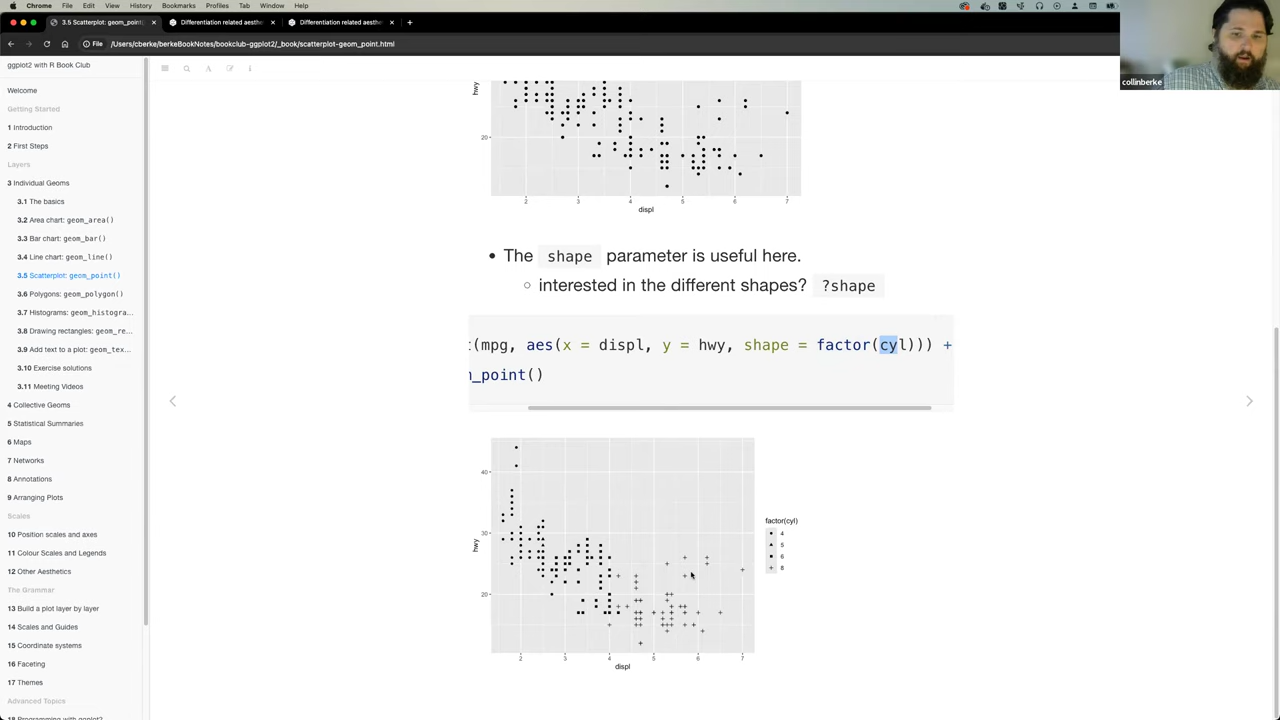 Chrome File Edit View History Bookmarks Profiles Tab Window Help
3.5 Scatterplot: geom_point()
Differentiation related aesthe
Differentiation related aesthe
File /Users/cberke/berkeBookNotes/bookclub-ggplot2/_book/scatterplot-geom_point.html
collinberke
ggplot2 with R Book Club
Welcome
Getting Started
1 Introduction
2 First Steps
Layers
3 Individual Geoms
3.1 The basics
3.2 Area chart: geom_area()
3.3 Bar chart: geom_bar()
3.4 Line chart: geom_line()
3.5 Scatterplot: geom_point()
3.6 Polygons: geom_polygon()
3.7 Histograms: geom_histogra...
3.8 Drawing rectangles: geom_re...
3.9 Add text to a plot: geom_tex...
3.10 Exercise solutions
3.11 Meeting Videos
4 Collective Geoms
5 Statistical Summaries
6 Maps
7 Networks
8 Annotations
9 Arranging Plots
Scales
10 Position scales and axes
11 Colour Scales and Legends
12 Other Aesthetics
The Grammar
13 Build a plot layer by layer
14 Scales and Guides
15 Coordinate systems
16 Faceting
17 Themes
Advanced Topics
18 Programming with ggplot2
hwy
20
2 3 4 5 6 7
displ
• The shape parameter is useful here.
○ interested in the different shapes? ?shape
(mpg, aes(x = displ, y = hwy, shape = factor(cyl))) +
_point()
hwy
40
30
20
2 3 4 5 6 7
displ
factor(cyl)
4
5
6
8